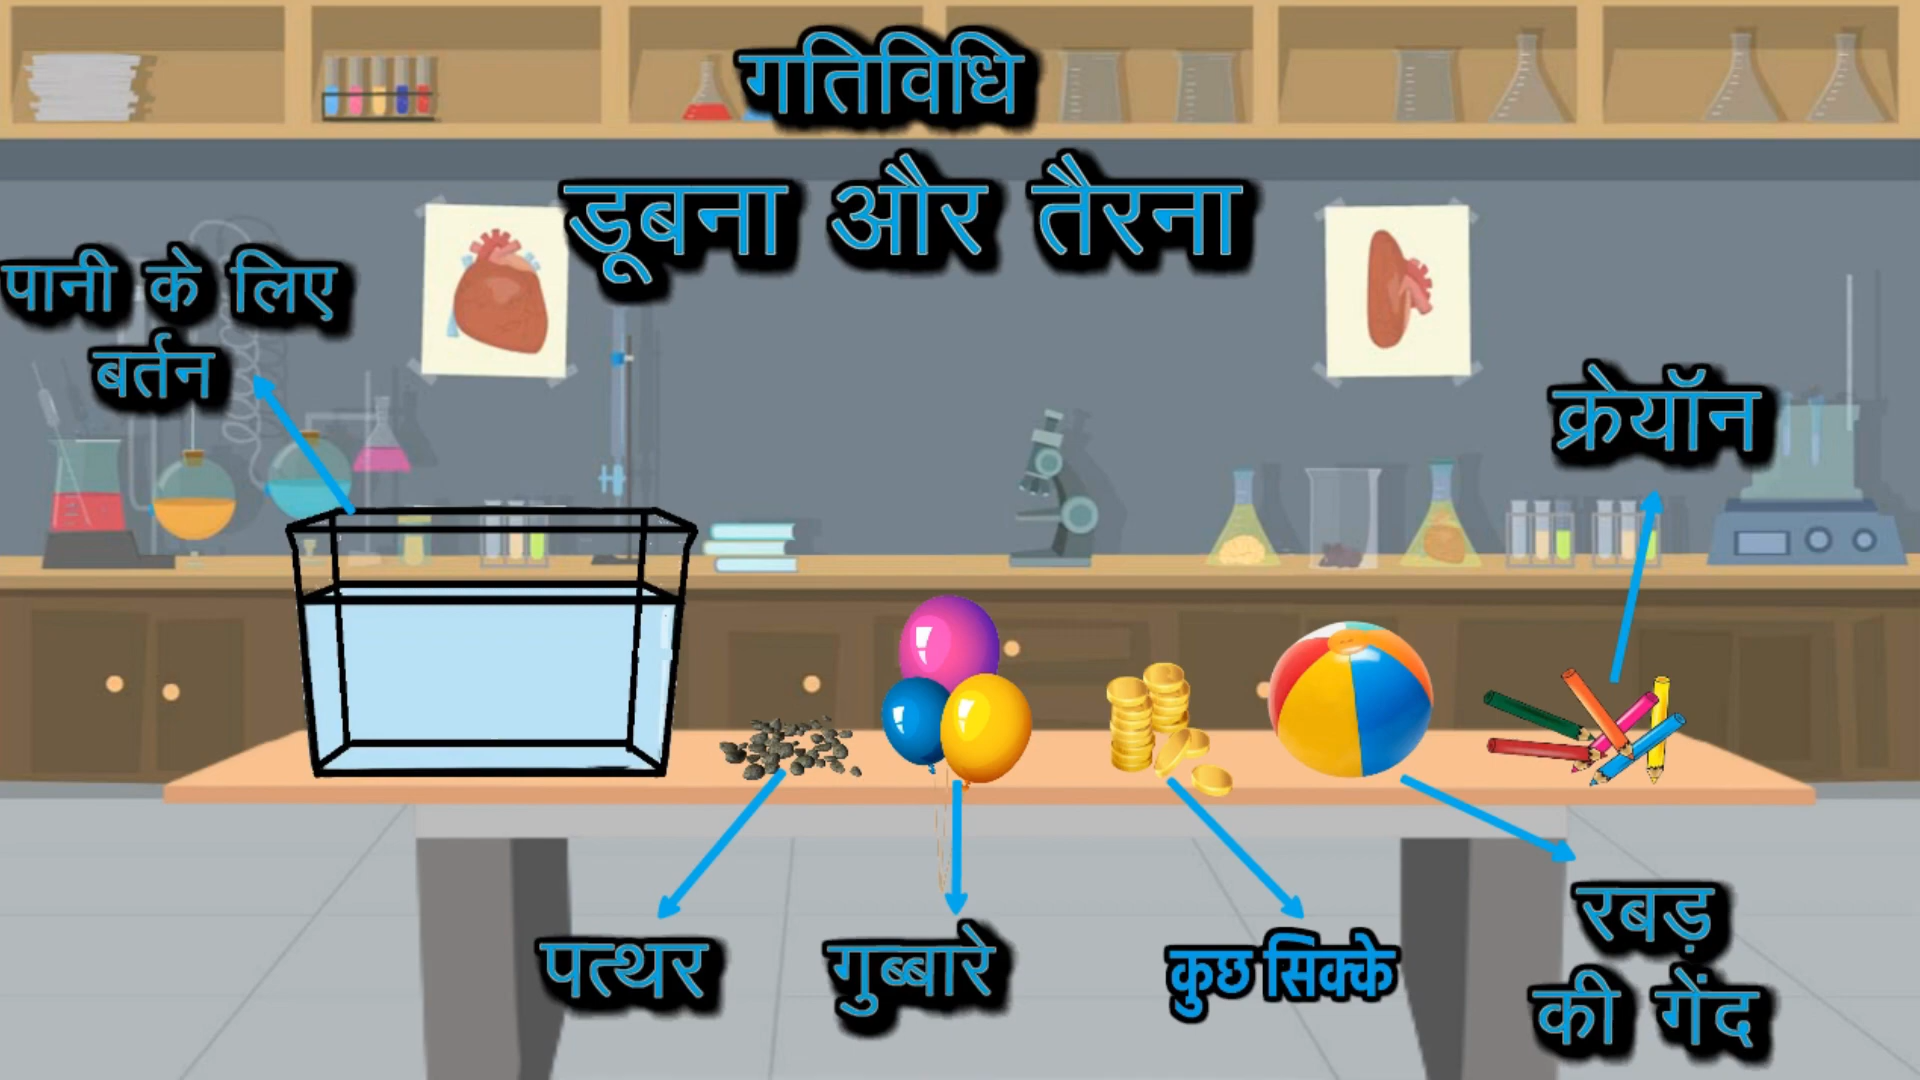 गतिविधि
डूबना और तैरना
पानी के लिए
बर्तन
क्रेयॉन
पत्थर
गुब्बारे
कुछ सिक्के
रबड़
की गेंद